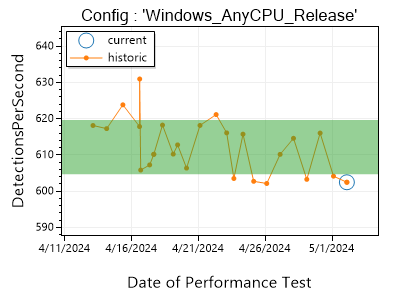 Config : 'Windows_AnyCPU_Release'
current
historic
DetectionsPerSecond
640
630
620
610
600
590
4/11/2024
4/16/2024
4/21/2024
4/26/2024
5/1/2024
Date of Performance Test